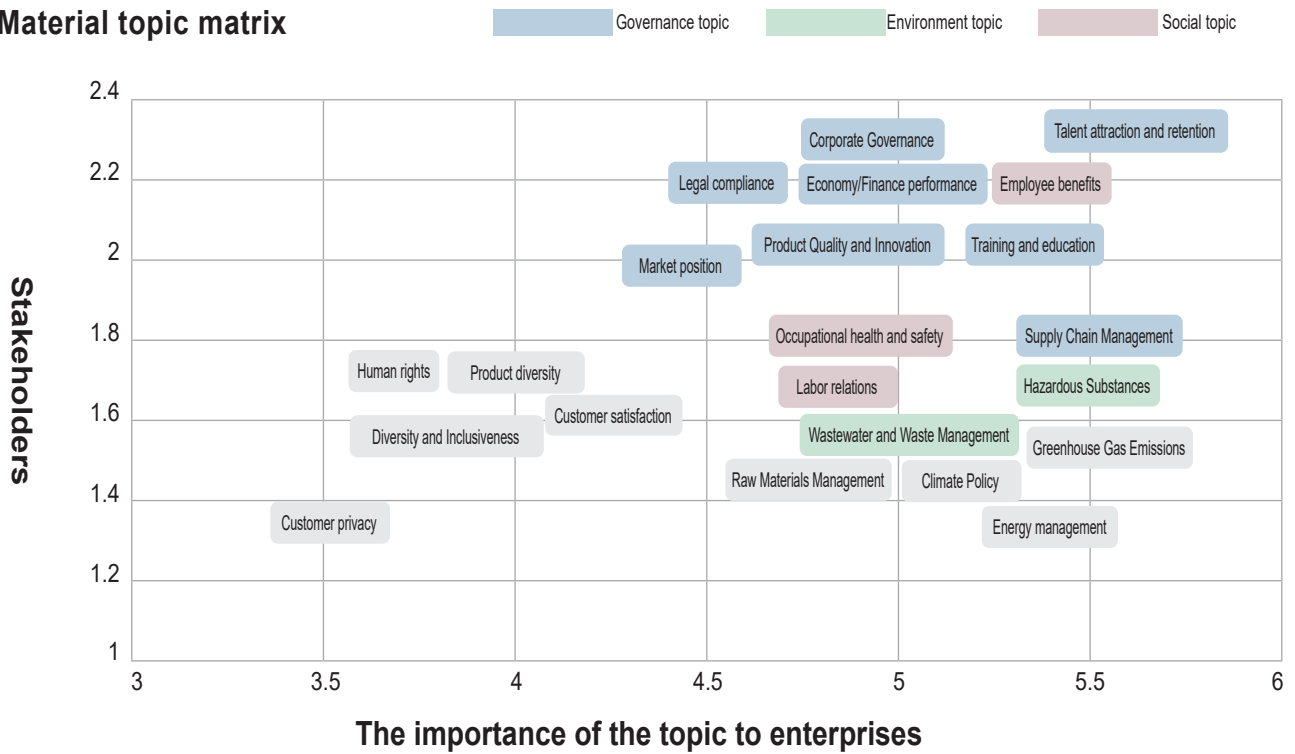 Material topic matrix
Governance topic
Environment topic
Social topic
2.4
2.2
2
1.8
1.6
1.4
1.2
1
Stakeholders
Corporate Governance
Talent attraction and retention
Legal compliance
Economy/Finance performance
Employee benefits
Product Quality and Innovation
Training and education
Market position
Occupational health and safety
Supply Chain Management
Human rights
Product diversity
Labor relations
Hazardous Substances
Customer satisfaction
Diversity and Inclusiveness
Wastewater and Waste Management
Greenhouse Gas Emissions
Raw Materials Management
Climate Policy
Customer privacy
Energy management
3
3.5
4
4.5
5
5.5
6
The importance of the topic to enterprises